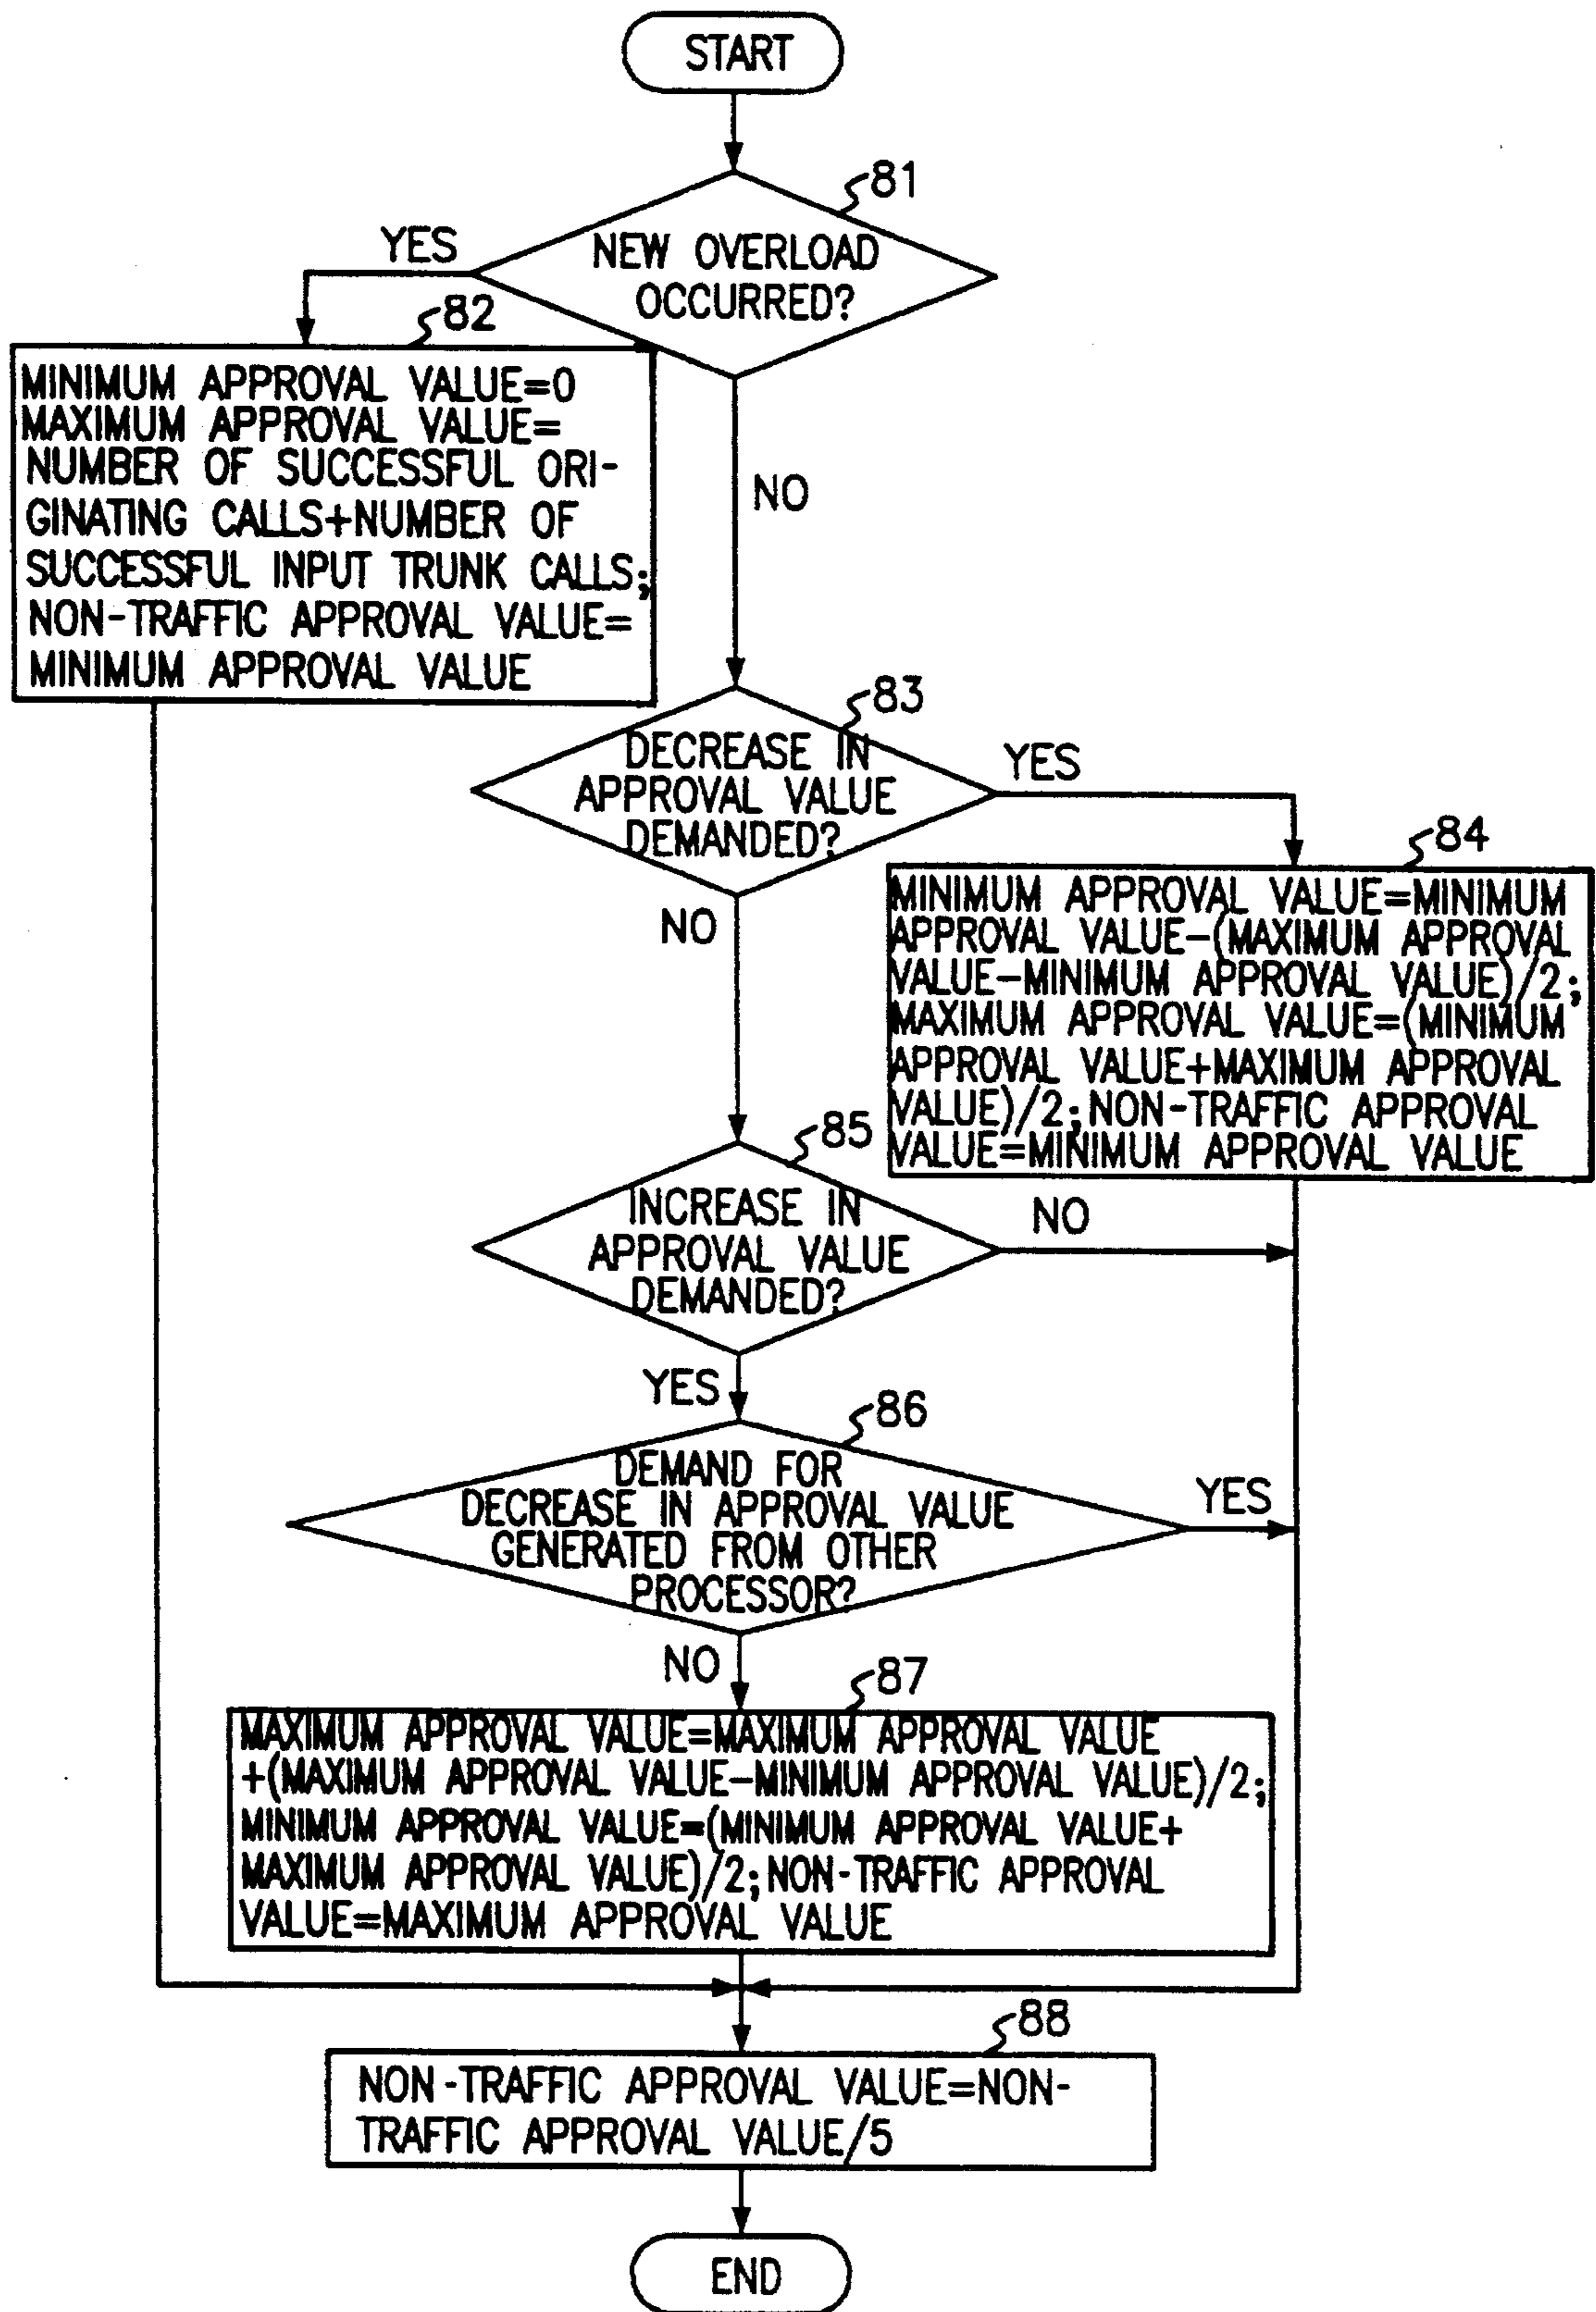 START
81
YES
NEW OVERLOAD
OCCURRED?
82
MINIMUM APPROVAL VALUE=0
MAXIMUM APPROVAL VALUE=
NUMBER OF SUCCESSFUL ORI-
GINATING CALLS+NUMBER OF
SUCCESSFUL INPUT TRUNK CALLS;
NON-TRAFFIC APPROVAL VALUE=
MINIMUM APPROVAL VALUE
NO
83
DECREASE IN
APPROVAL VALUE
DEMANDED?
YES
84
MINIMUM APPROVAL VALUE=MINIMUM
APPROVAL VALUE-(MAXIMUM APPROVAL
VALUE-MINIMUM APPROVAL VALUE)/2;
MAXIMUM APPROVAL VALUE=(MINIMUM
APPROVAL VALUE+MAXIMUM APPROVAL
VALUE)/2;NON-TRAFFIC APPROVAL
VALUE=MINIMUM APPROVAL VALUE
NO
85
INCREASE IN
APPROVAL VALUE
DEMANDED?
NO
YES
86
DEMAND FOR
DECREASE IN APPROVAL VALUE
GENERATED FROM OTHER
PROCESSOR?
YES
NO
87
MAXIMUM APPROVAL VALUE=MAXIMUM APPROVAL VALUE
+(MAXIMUM APPROVAL VALUE-MINIMUM APPROVAL VALUE)/2;
MINIMUM APPROVAL VALUE=(MINIMUM APPROVAL VALUE+
MAXIMUM APPROVAL VALUE)/2;NON-TRAFFIC APPROVAL
VALUE=MAXIMUM APPROVAL VALUE
88
NON-TRAFFIC APPROVAL VALUE=NON-
TRAFFIC APPROVAL VALUE/5
END